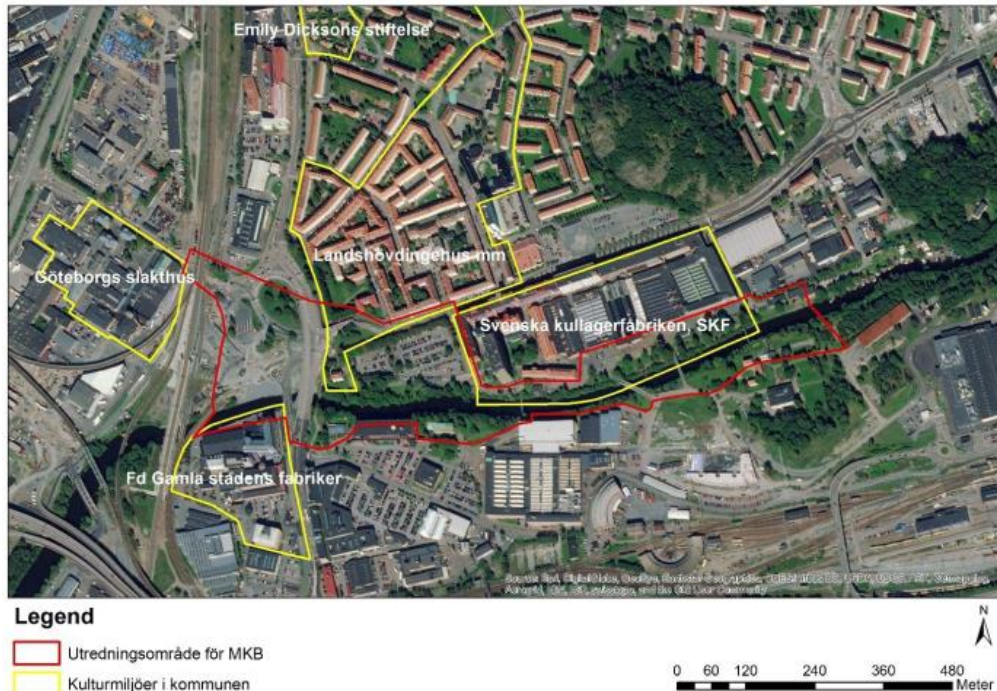 Emily Dicksons stiftelse
Landshövdingehus mm
Göteborgs slakthus
Svenska kullagerfabriken, SKF
Fd Gamla stadens fabriker
Legend
Utredningsområde för MKB
Kulturmiljöer i kommunen
N
0 60 120 240 360 480
Meter